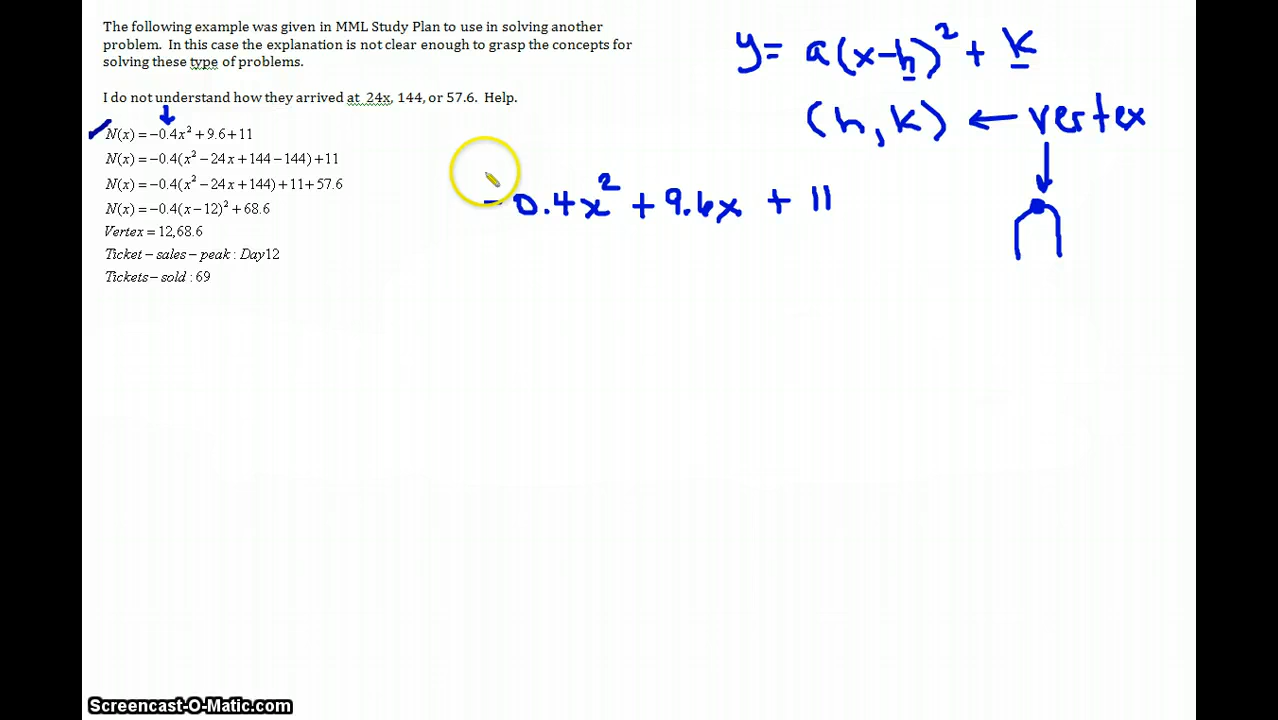 The following example was given in MML Study Plan to use in solving another
problem. In this case the explanation is not clear enough to grasp the concepts for
solving these type of problems.
I do not understand how they arrived at 24x, 144, or 57.6. Help.
N(x) = −0.4x² + 9.6 + 11
N(x) = −0.4(x² − 24x + 144 − 144) + 11
N(x) = −0.4(x² − 24x + 144) + 11 + 57.6
N(x) = −0.4(x − 12)² + 68.6
Vertex = 12,68.6
Ticket − sales − peak : Day12
Tickets − sold : 69
y = a(x−h)² + k
(h, k) ← vertex
−0.4x² + 9.6x + 11
Screencast-O-Matic.com